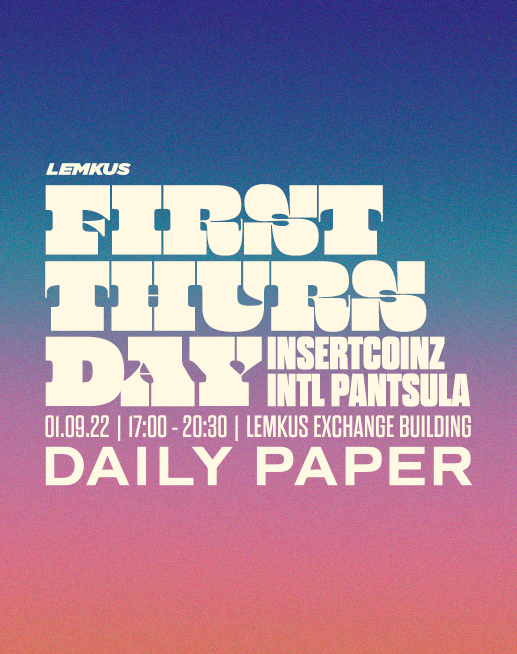 LEMKUS
FIRST
THURS
DAY
INSERTCOINZ
INTL PANTSULA
01.09.22 | 17:00 - 20:30 | LEMKUS EXCHANGE BUILDING
DAILY PAPER